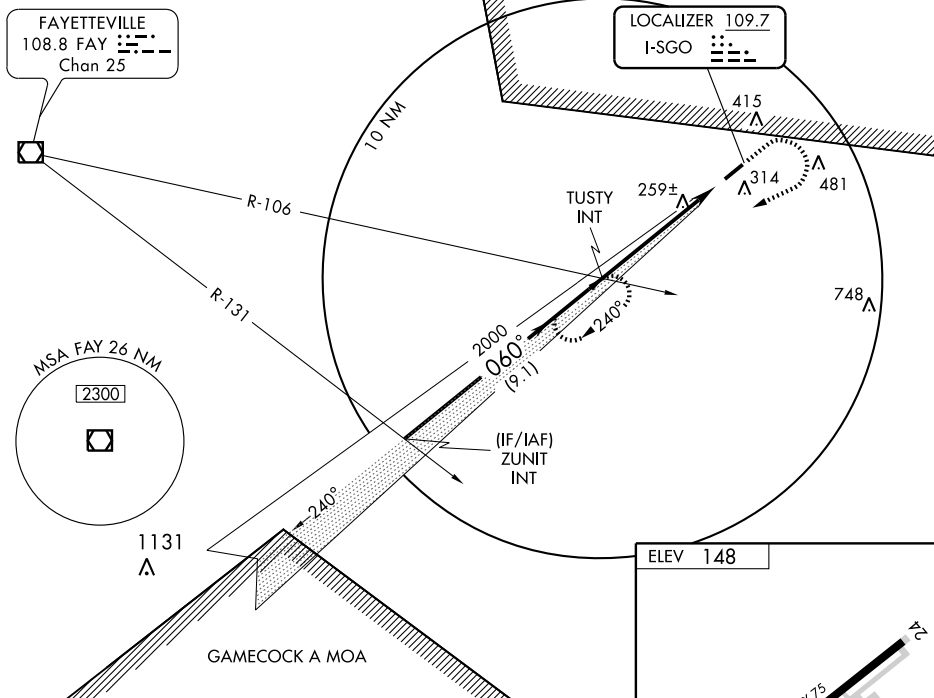 FAYETTEVILLE
108.8 FAY
Chan 25
LOCALIZER 109.7
I-SGO
10 NM
415
314
481
259±
TUSTY
INT
R-106
R-131
748
240°
2000
060°
(9.1)
MSA FAY 26 NM
2300
(IF/IAF)
ZUNIT
INT
240°
1131
ELEV 148
GAMECOCK A MOA
24
75